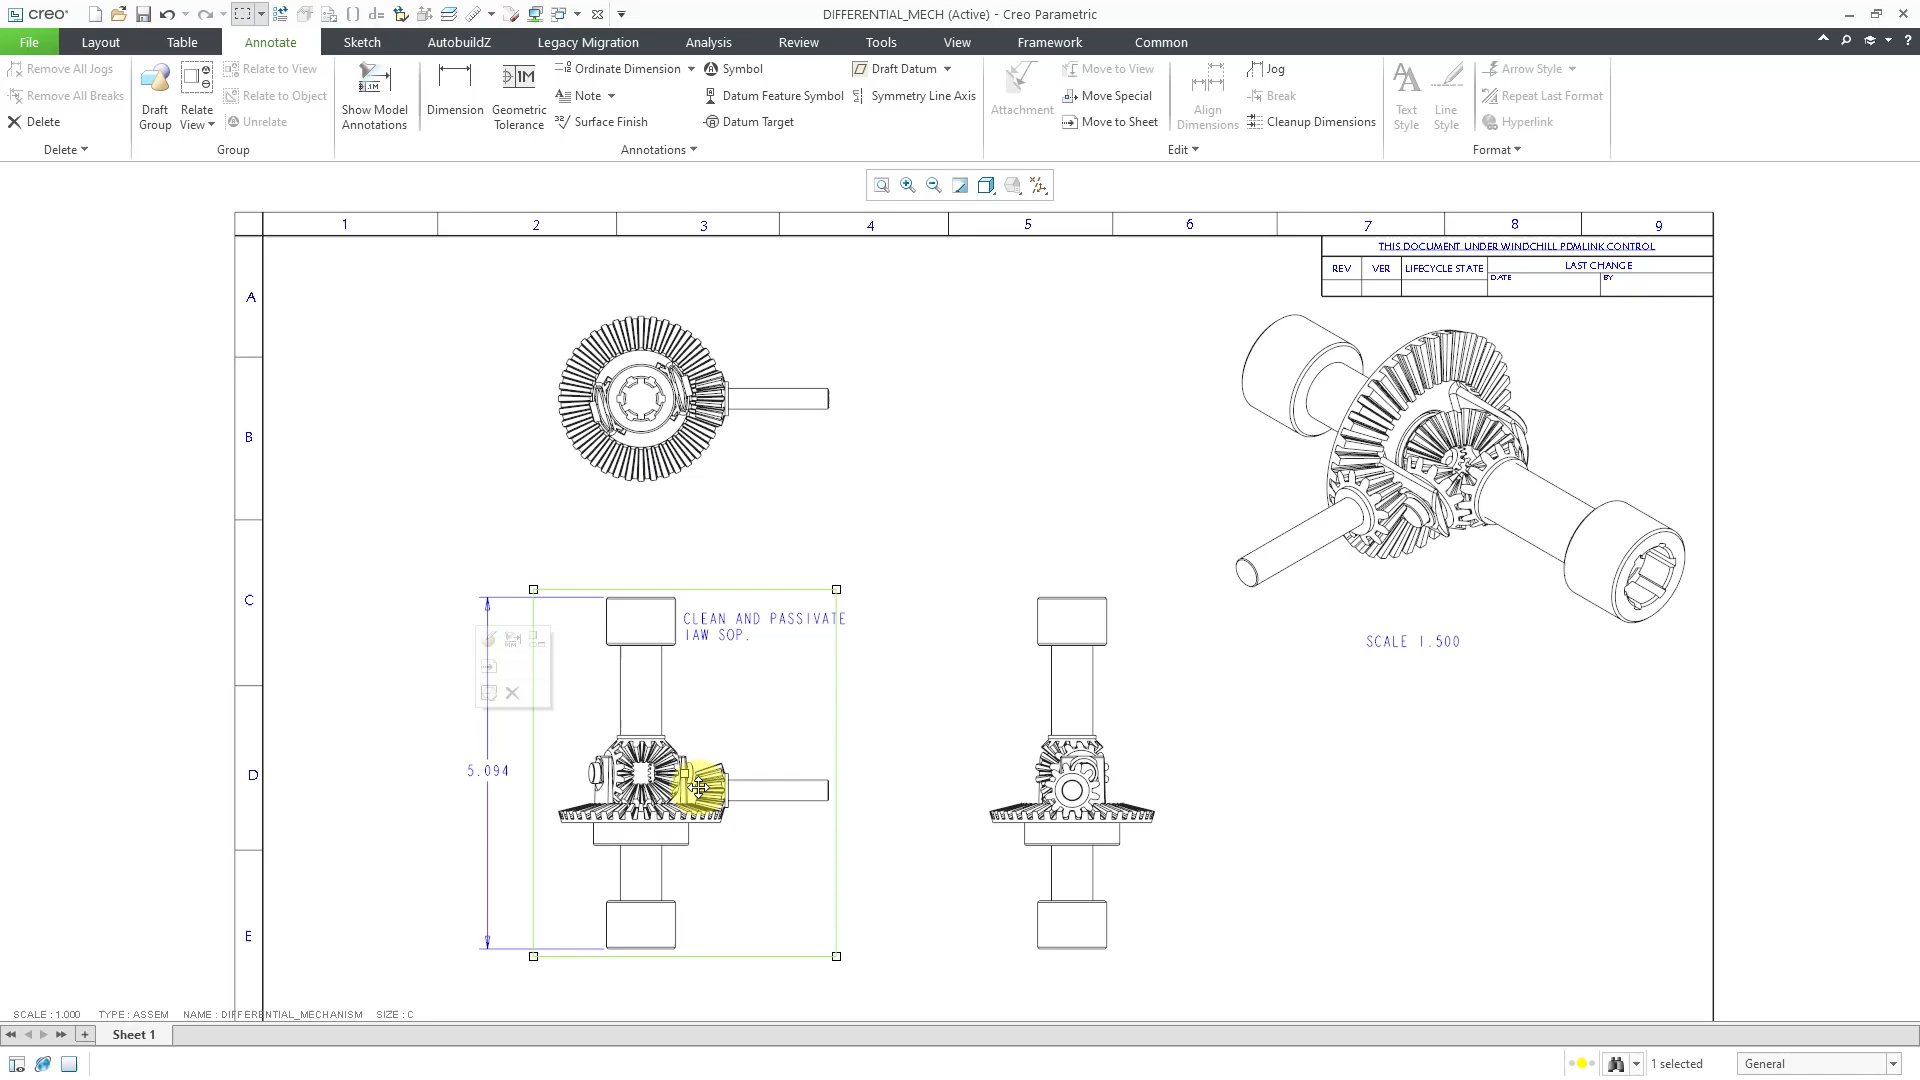 creo
DIFFERENTIAL_MECH (Active) - Creo Parametric
File
Layout
Table
Annotate
Sketch
AutobuildZ
Legacy Migration
Analysis
Review
Tools
View
Framework
Common
Remove All Jogs
Remove All Breaks
Delete
Delete
Draft Group
Relate View
Relate to View
Relate to Object
Unrelate
Group
Show Model Annotations
Dimension
Geometric Tolerance
Ordinate Dimension
Note
Surface Finish
Symbol
Datum Feature Symbol
Datum Target
Draft Datum
Symmetry Line Axis
Annotations
Attachment
Move to View
Move Special
Move to Sheet
Align Dimensions
Jog
Break
Cleanup Dimensions
Edit
Text Style
Line Style
Arrow Style
Repeat Last Format
Hyperlink
Format
1 2 3 4 5 6 7 8 9
THIS DOCUMENT UNDER WINDCHILL PDMLINK CONTROL
REV VER LIFECYCLE STATE LAST CHANGE
DATE BY
A
B
C
D
E
CLEAN AND PASSIVATE
IAW SOP.
SCALE 1.500
5.094
SCALE : 1.000 TYPE : ASSEM NAME : DIFFERENTIAL_MECHANISM SIZE : C
Sheet 1
1 selected
General